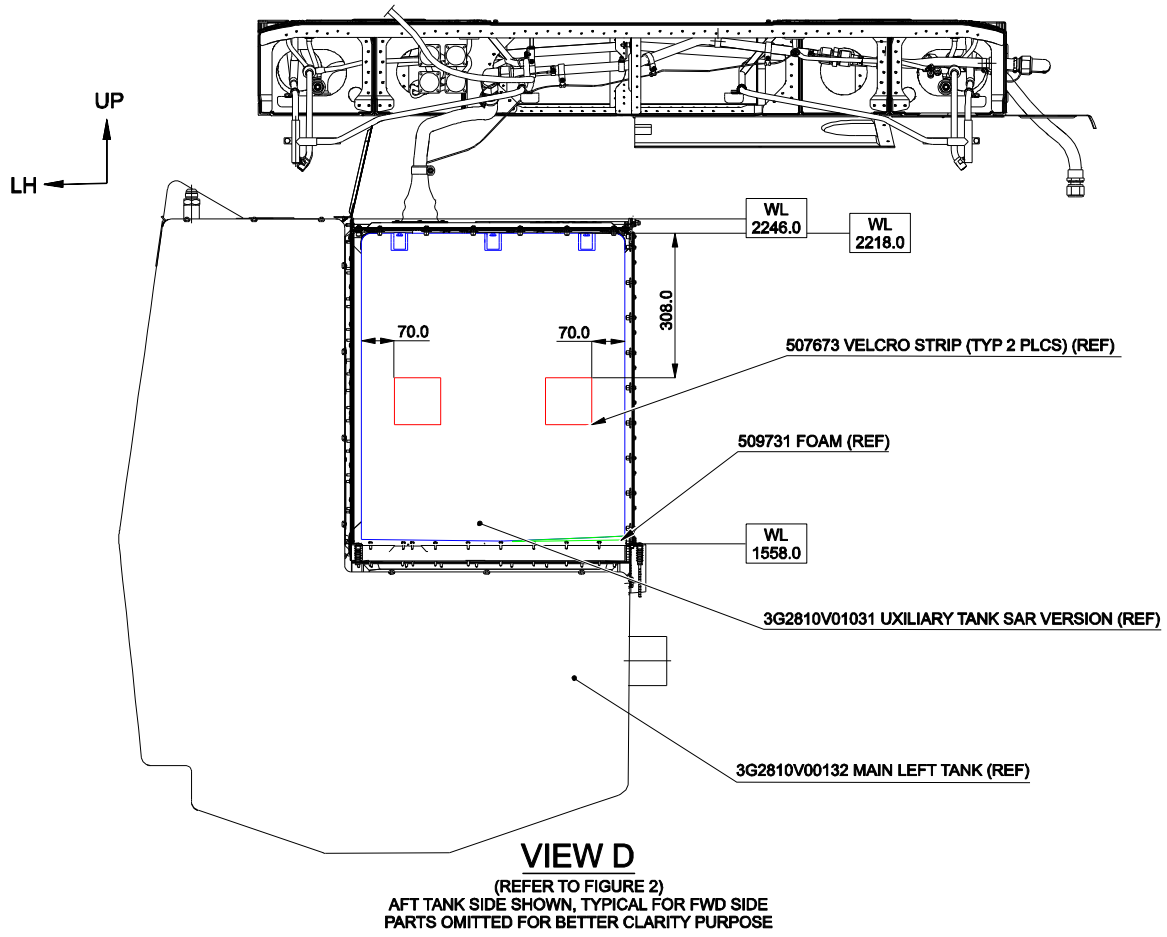 UP
LH
WL
2246.0
WL
2218.0
308.0
70.0
70.0
507673 VELCRO STRIP (TYP 2 PLCS) (REF)
509731 FOAM (REF)
WL
1558.0
3G2810V01031 UXILIARY TANK SAR VERSION (REF)
3G2810V00132 MAIN LEFT TANK (REF)
VIEW D
(REFER TO FIGURE 2)
AFT TANK SIDE SHOWN, TYPICAL FOR FWD SIDE
PARTS OMITTED FOR BETTER CLARITY PURPOSE